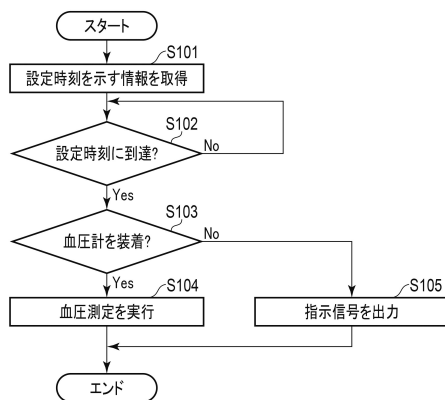 スタート
S101
設定時刻を示す情報を取得
S102
設定時刻に到達?
No
Yes
S103
血圧計を装着?
No
Yes
S104
血圧測定を実行
S105
指示信号を出力
エンド